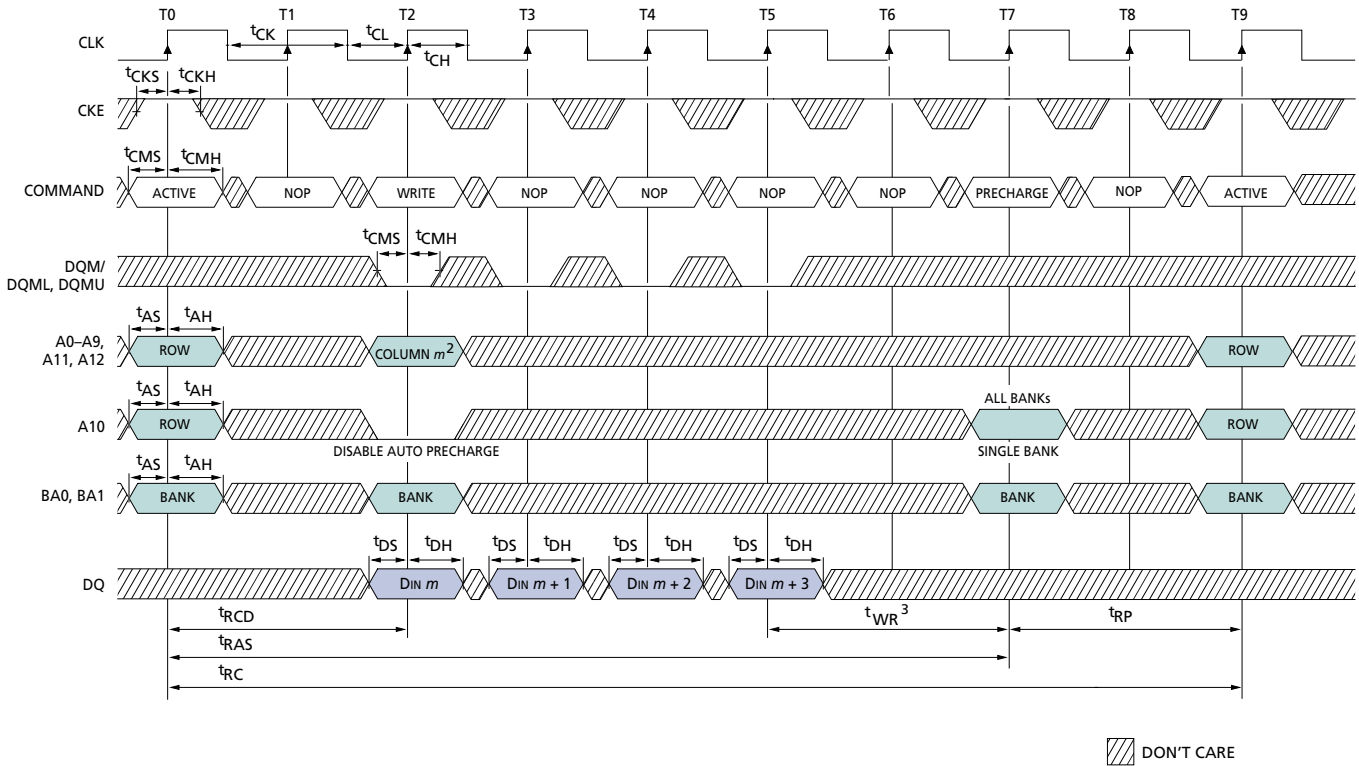 T0 T1 T2 T3 T4 T5 T6 T7 T8 T9
CLK
tCK tCL
tCH
tCKS tCKH
CKE
tCMS tCMH
COMMAND ACTIVE NOP WRITE NOP NOP NOP NOP PRECHARGE NOP ACTIVE
tCMS tCMH
DQM/
DQML, DQMU
tAS tAH
A0–A9,
A11, A12
ROW COLUMN m2 ROW
tAS tAH
ALL BANKs
A10 ROW ROW
DISABLE AUTO PRECHARGE SINGLE BANK
tAS tAH
BA0, BA1 BANK BANK BANK BANK
tDS tDH tDS tDH tDS tDH tDS tDH
DQ DIN m DIN m + 1 DIN m + 2 DIN m + 3
tRCD tWR3 tRP
tRAS
tRC
DON'T CARE